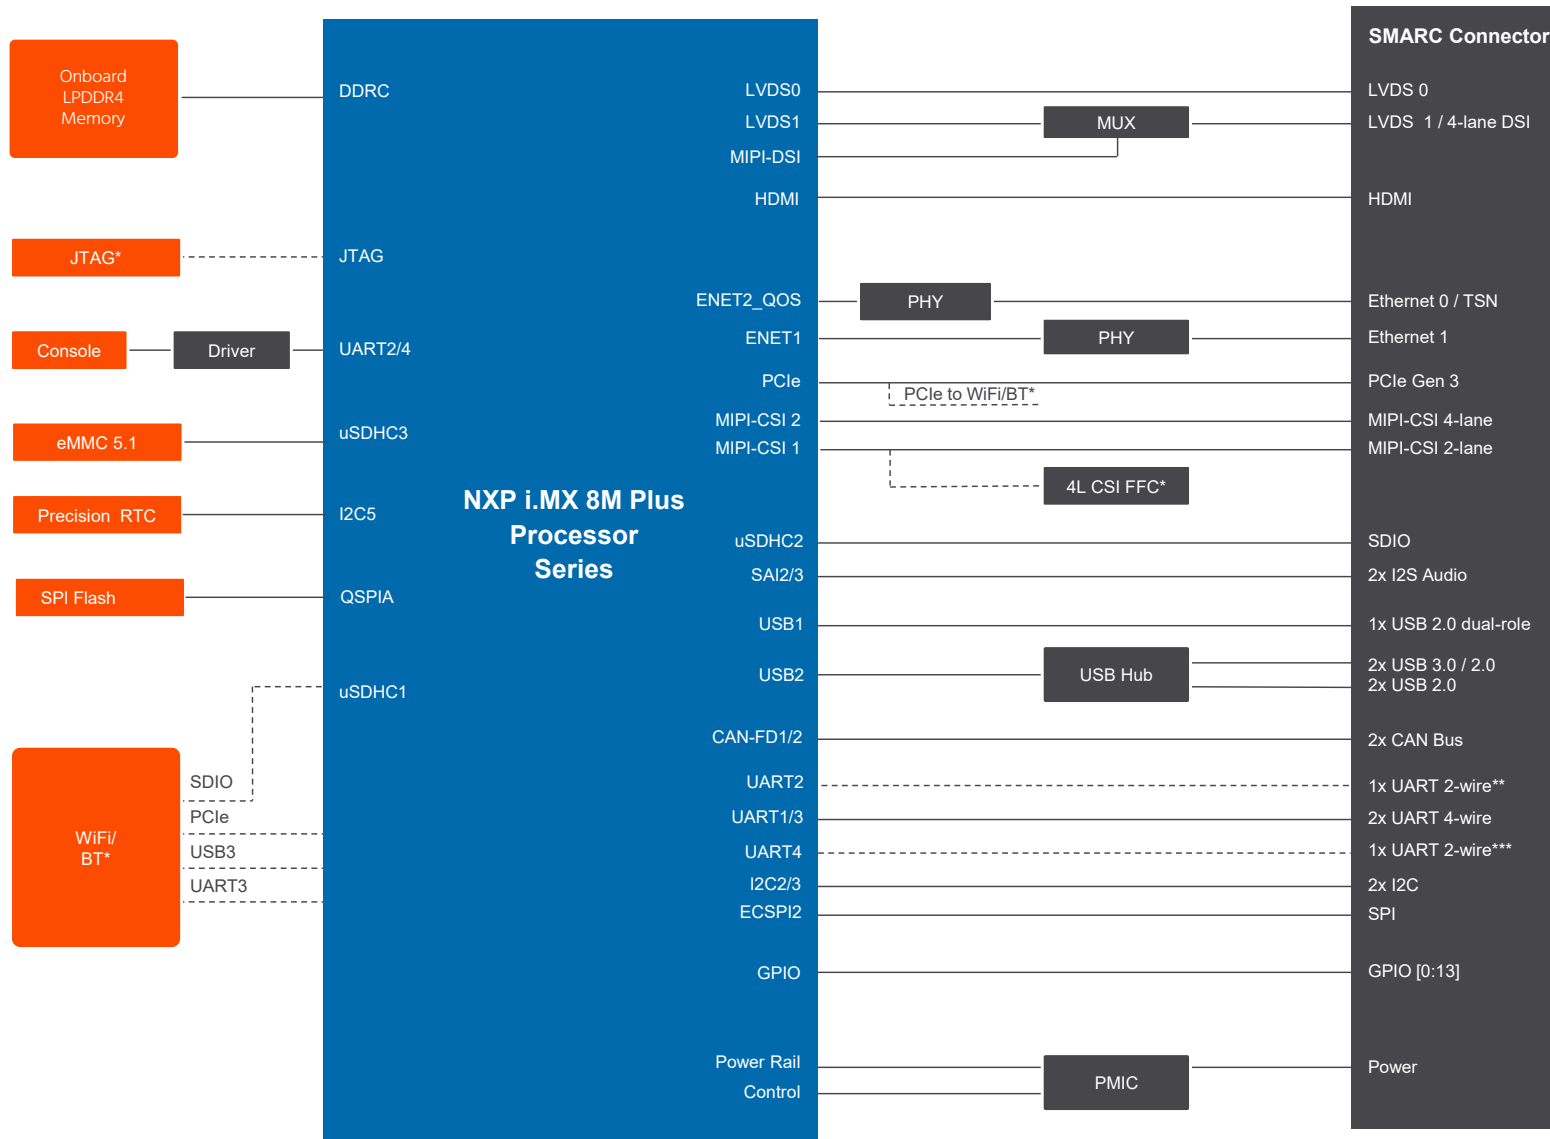 SMARC Connector
Onboard
LPDDR4
Memory
JTAG*
Console
Driver
eMMC 5.1
Precision RTC
SPI Flash
SDIO
PCIe
USB3
UART3
WiFi/
BT*
DDRC
JTAG
UART2/4
uSDHC3
I2C5
QSPIA
uSDHC1
NXP i.MX 8M Plus
Processor
Series
LVDS0
LVDS1
MIPI-DSI
HDMI
ENET2_QOS
ENET1
PCIe
MIPI-CSI 2
MIPI-CSI 1
uSDHC2
SAI2/3
USB1
USB2
CAN-FD1/2
UART2
UART1/3
UART4
I2C2/3
ECSPI2
GPIO
Power Rail
Control
MUX
PHY
PHY
PCIe to WiFi/BT*
4L CSI FFC*
USB Hub
PMIC
LVDS 0
LVDS 1 / 4-lane DSI
HDMI
Ethernet 0 / TSN
Ethernet 1
PCIe Gen 3
MIPI-CSI 4-lane
MIPI-CSI 2-lane
SDIO
2x I2S Audio
1x USB 2.0 dual-role
2x USB 3.0 / 2.0
2x USB 2.0
2x CAN Bus
1x UART 2-wire**
2x UART 4-wire
1x UART 2-wire***
2x I2C
SPI
GPIO [0:13]
Power